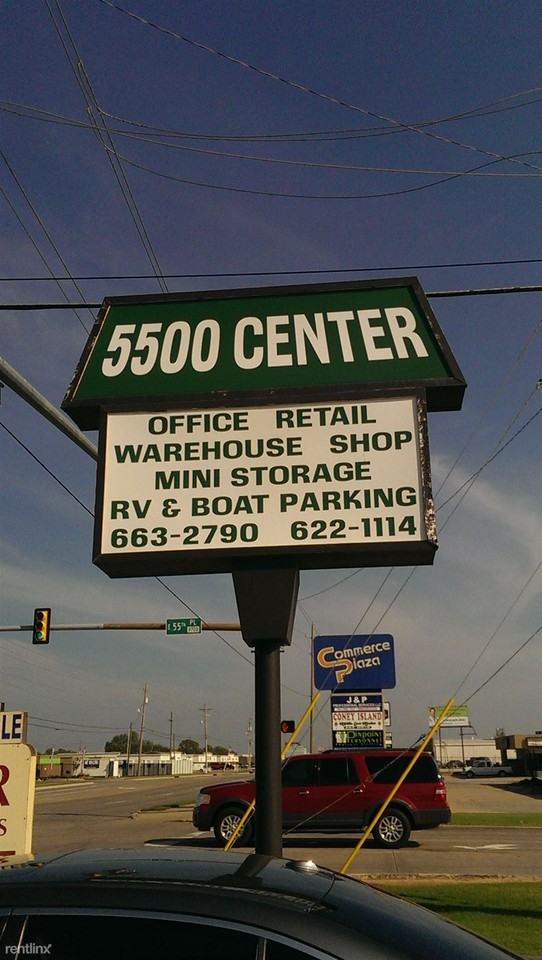 5500 CENTER
OFFICE RETAIL
WAREHOUSE SHOP
MINI STORAGE
RV & BOAT PARKING
663-2790 622-1114
E 55TH PL
Commerce
Plaza
J & P
CONEY ISLAND
LE
R
S
rentlinx